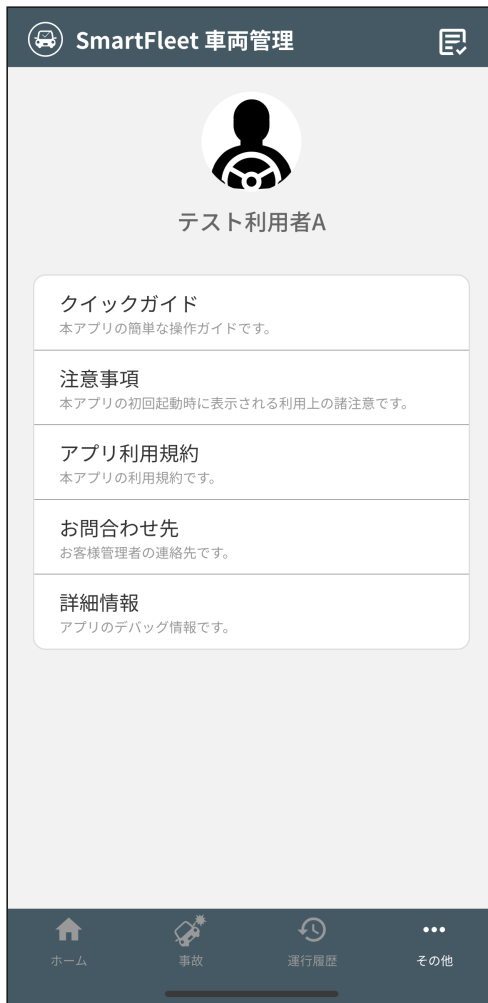 SmartFleet 車両管理
テスト利用者A
クイックガイド
本アプリの簡単な操作ガイドです。
注意事項
本アプリの初回起動時に表示される利用上の諸注意です。
アプリ利用規約
本アプリの利用規約です。
お問合わせ先
お客様管理者の連絡先です。
詳細情報
アプリのデバッグ情報です。
ホーム
事故
運行履歴
その他